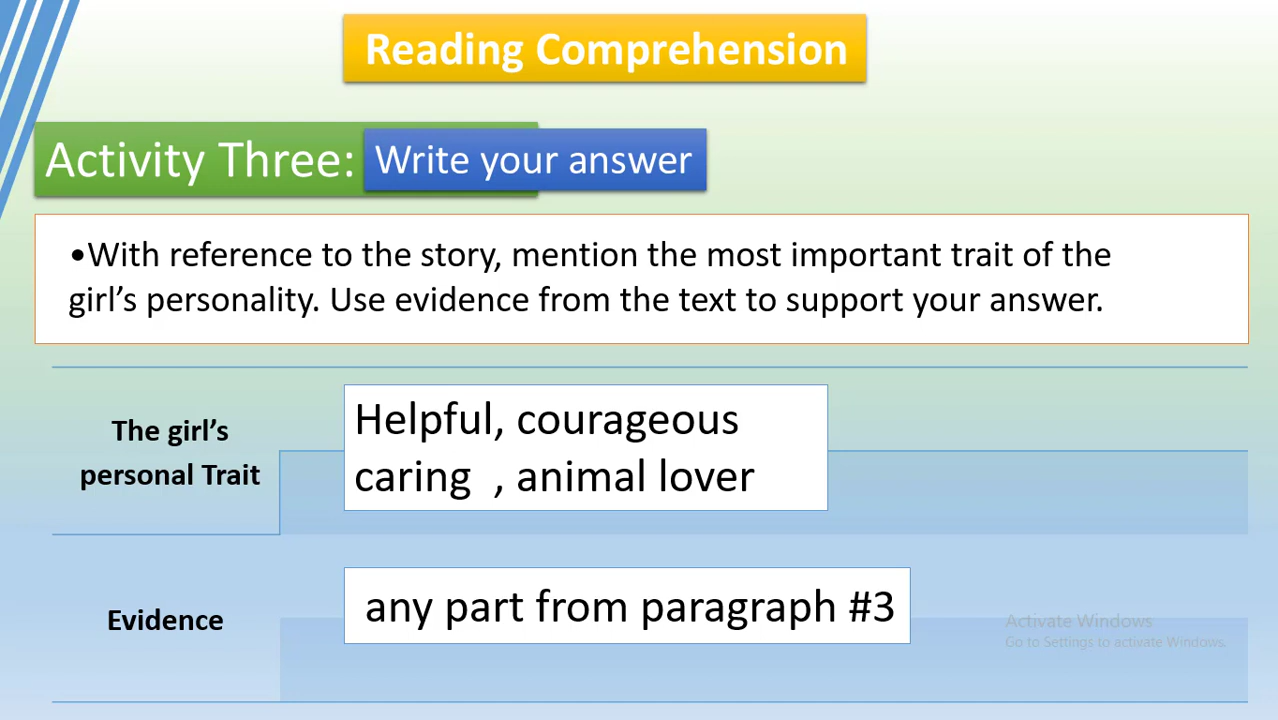 Reading Comprehension
Activity Three: Write your answer
•With reference to the story, mention the most important trait of the
girl’s personality. Use evidence from the text to support your answer.
The girl’s
personal Trait
Helpful, courageous
caring , animal lover
Evidence
any part from paragraph #3
Activate Windows
Go to Settings to activate Windows.